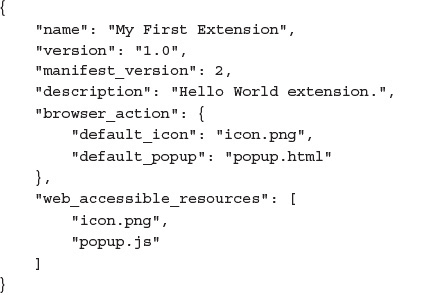 {
    "name": "My First Extension",
    "version": "1.0",
    "manifest_version": 2,
    "description": "Hello World extension.",
    "browser_action": {
        "default_icon": "icon.png",
        "default_popup": "popup.html"
    },
    "web_accessible_resources": [
        "icon.png",
        "popup.js"
    ]
}